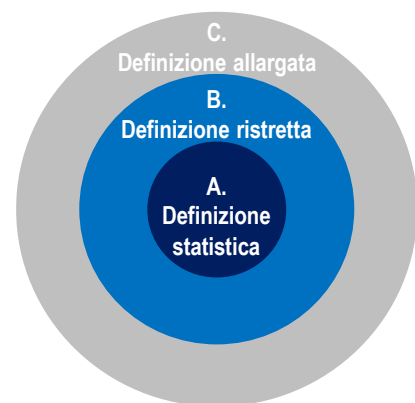 C.
Definizione allargata
B.
Definizione ristretta
A.
Definizione
statistica